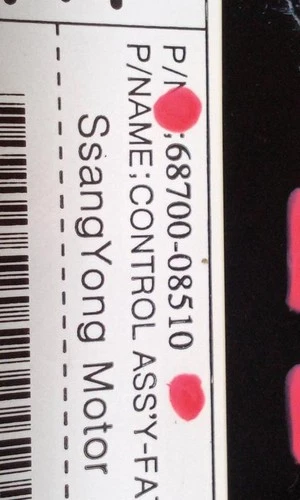 P/N;68700-08510
P/NAME;CONTROL ASS'Y-FA
SsangYong Motor